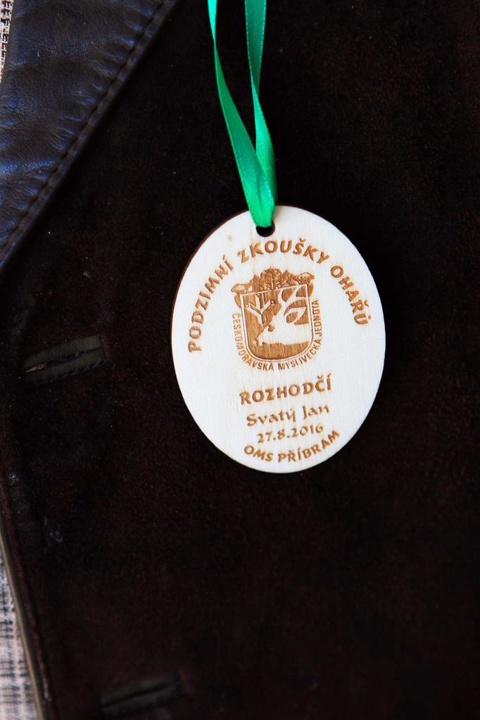 PODZIMNÍ ZKOUŠKY OHAŘŮ
ČESKOMORAVSKÁ MYSLIVECKÁ JEDNOTA
ROZHODČÍ
Svatý Jan
27.8.2016
OMS PŘÍBRAM